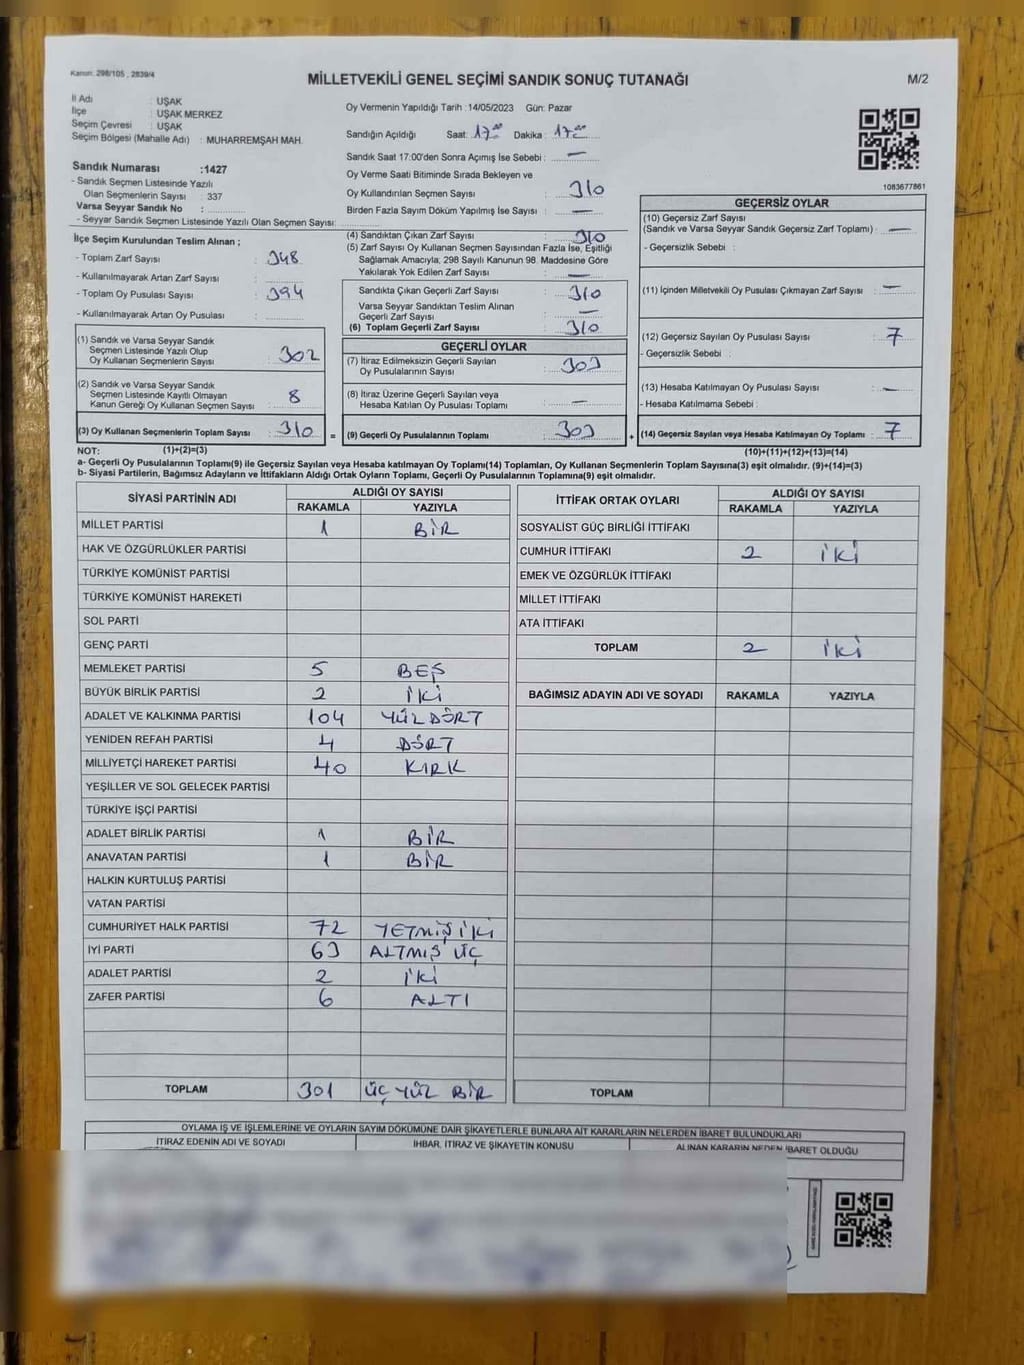 Kanun: 298/105 , 2839/4
MİLLETVEKİLİ GENEL SEÇİMİ SANDIK SONUÇ TUTANAĞI
M/2
İl Adı : UŞAK
İlçe : UŞAK MERKEZ
Seçim Çevresi : UŞAK
Seçim Bölgesi (Mahalle Adı) : MUHARREMŞAH MAH.
Oy Vermenin Yapıldığı Tarih : 14/05/2023 Gün: Pazar
Sandığın Açıldığı Saat: 17.00 Dakika : 17.00
Sandık Saat 17:00'den Sonra Açımış İse Sebebi : —
Oy Verme Saati Bitiminde Sırada Bekleyen ve
Oy Kullandırılan Seçmen Sayısı : 310
Birden Fazla Sayım Döküm Yapılmış İse Sayısı : —
1083677861
Sandık Numarası :1427
- Sandık Seçmen Listesinde Yazılı
Olan Seçmenlerin Sayısı : 337
Varsa Seyyar Sandık No :
- Seyyar Sandık Seçmen Listesinde Yazılı Olan Seçmen Sayısı:
İlçe Seçim Kurulundan Teslim Alınan ;
- Toplam Zarf Sayısı : 348
- Kullanılmayarak Artan Zarf Sayısı :
- Toplam Oy Pusulası Sayısı : 394
- Kullanılmayarak Artan Oy Pusulası :
(1) Sandık ve Varsa Seyyar Sandık
Seçmen Listesinde Yazılı Olup
Oy Kullanan Seçmenlerin Sayısı : 302
(2) Sandık ve Varsa Seyyar Sandık
Seçmen Listesinde Kayıtlı Olmayan
Kanun Gereği Oy Kullanan Seçmen Sayısı : 8
(3) Oy Kullanan Seçmenlerin Toplam Sayısı : 310
(4) Sandıktan Çıkan Zarf Sayısı : 310
(5) Zarf Sayısı Oy Kullanan Seçmen Sayısından Fazla İse, Eşitliği
Sağlamak Amacıyla, 298 Sayılı Kanunun 98. Maddesine Göre
Yakılarak Yok Edilen Zarf Sayısı : —
Sandıkta Çıkan Geçerli Zarf Sayısı : 310
Varsa Seyyar Sandıktan Teslim Alınan
Geçerli Zarf Sayısı : —
(6) Toplam Geçerli Zarf Sayısı : 310
GEÇERLİ OYLAR
(7) İtiraz Edilmeksizin Geçerli Sayılan
Oy Pusulalarının Sayısı : 303
(8) İtiraz Üzerine Geçerli Sayılan veya
Hesaba Katılan Oy Pusulası Toplamı : —
= (9) Geçerli Oy Pusulalarının Toplamı : 303
GEÇERSİZ OYLAR
(10) Geçersiz Zarf Sayısı
(Sandık ve Varsa Seyyar Sandık Geçersiz Zarf Toplamı) : —
- Geçersizlik Sebebi :
(11) İçinden Milletvekili Oy Pusulası Çıkmayan Zarf Sayısı : —
(12) Geçersiz Sayılan Oy Pusulası Sayısı : 7
- Geçersizlik Sebebi :
(13) Hesaba Katılmayan Oy Pusulası Sayısı : —
- Hesaba Katılmama Sebebi :
+ (14) Geçersiz Sayılan veya Hesaba Katılmayan Oy Toplamı : 7
NOT: (1)+(2)=(3) (10)+(11)+(12)+(13)=(14)
a- Geçerli Oy Pusulalarının Toplamı(9) ile Geçersiz Sayılan veya Hesaba katılmayan Oy Toplamı(14) Toplamları, Oy Kullanan Seçmenlerin Toplam Sayısına(3) eşit olmalıdır. (9)+(14)=(3)
b- Siyasi Partilerin, Bağımsız Adayların ve İttifakların Aldığı Ortak Oyların Toplamı, Geçerli Oy Pusulalarının Toplamına(9) eşit olmalıdır.
SİYASİ PARTİNİN ADI ALDIĞI OY SAYISI
RAKAMLA YAZIYLA
MİLLET PARTİSİ 1 BİR
HAK VE ÖZGÜRLÜKLER PARTİSİ
TÜRKİYE KOMÜNİST PARTİSİ
TÜRKİYE KOMÜNİST HAREKETİ
SOL PARTİ
GENÇ PARTİ
MEMLEKET PARTİSİ 5 BEŞ
BÜYÜK BİRLİK PARTİSİ 2 İKİ
ADALET VE KALKINMA PARTİSİ 104 YÜZ DÖRT
YENİDEN REFAH PARTİSİ 4 DÖRT
MİLLİYETÇİ HAREKET PARTİSİ 40 KIRK
YEŞİLLER VE SOL GELECEK PARTİSİ
TÜRKİYE İŞÇİ PARTİSİ
ADALET BİRLİK PARTİSİ 1 BİR
ANAVATAN PARTİSİ 1 BİR
HALKIN KURTULUŞ PARTİSİ
VATAN PARTİSİ
CUMHURİYET HALK PARTİSİ 72 YETMİŞ İKİ
İYİ PARTİ 63 ALTMIŞ ÜÇ
ADALET PARTİSİ 2 İKİ
ZAFER PARTİSİ 6 ALTI
TOPLAM 301 ÜÇ YÜZ BİR
İTTİFAK ORTAK OYLARI ALDIĞI OY SAYISI
RAKAMLA YAZIYLA
SOSYALİST GÜÇ BİRLİĞİ İTTİFAKI
CUMHUR İTTİFAKI 2 İKİ
EMEK VE ÖZGÜRLÜK İTTİFAKI
MİLLET İTTİFAKI
ATA İTTİFAKI
TOPLAM 2 İKİ
BAĞIMSIZ ADAYIN ADI VE SOYADI RAKAMLA YAZIYLA
TOPLAM
OYLAMA İŞ VE İŞLEMLERİNE VE OYLARIN SAYIM DÖKÜMÜNE DAİR ŞİKAYETLERLE BUNLARA AİT KARARLARIN NELERDEN İBARET BULUNDUKLARI
İTİRAZ EDENİN ADI VE SOYADI İHBAR, İTİRAZ VE ŞİKAYETİN KONUSU ALINAN KARARIN NEDEN İBARET OLDUĞU